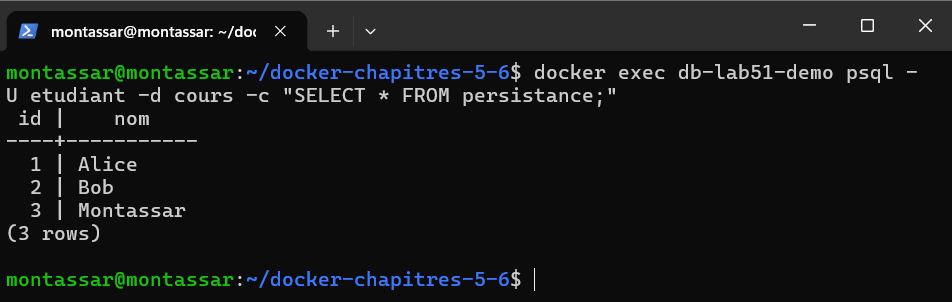 montassar@montassar: ~/doc
montassar@montassar:~/docker-chapitres-5-6$ docker exec db-lab51-demo psql -
U etudiant -d cours -c "SELECT * FROM persistance;"
 id |    nom
----+-----------
  1 | Alice
  2 | Bob
  3 | Montassar
(3 rows)
montassar@montassar:~/docker-chapitres-5-6$